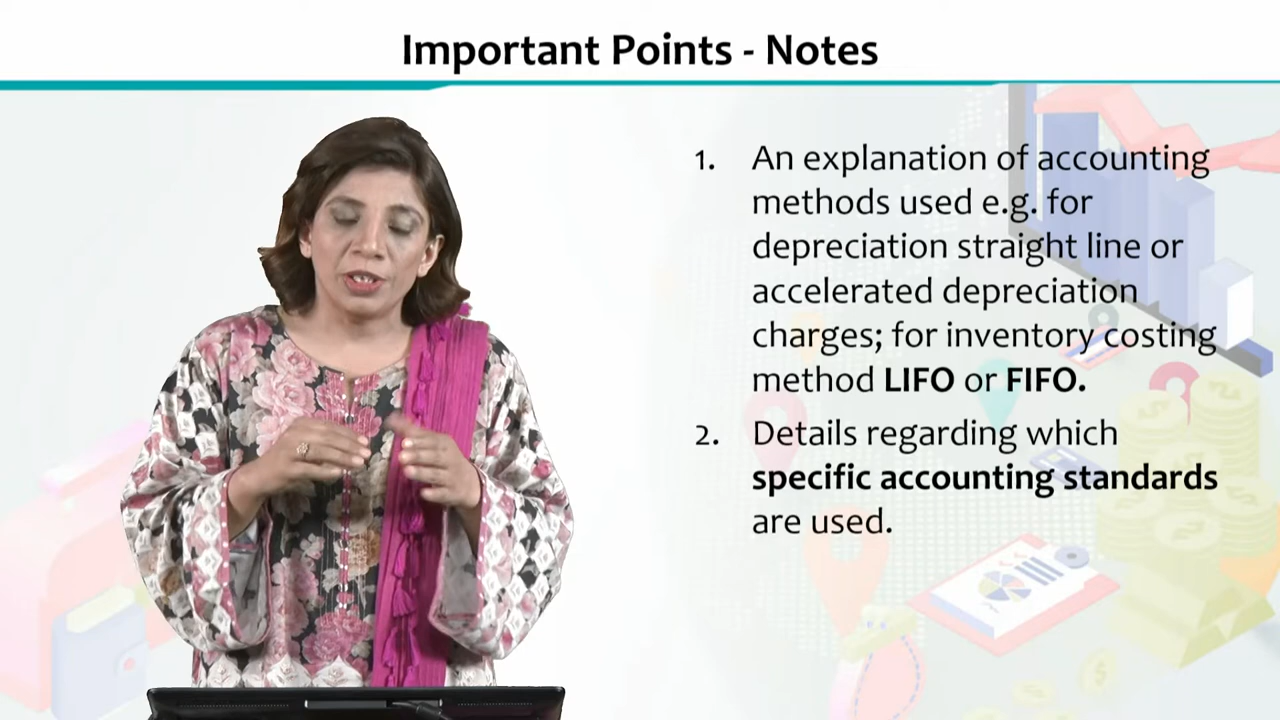 Important Points - Notes
1. An explanation of accounting
methods used e.g. for
depreciation straight line or
accelerated depreciation
charges; for inventory costing
method LIFO or FIFO.
2. Details regarding which
specific accounting standards
are used.